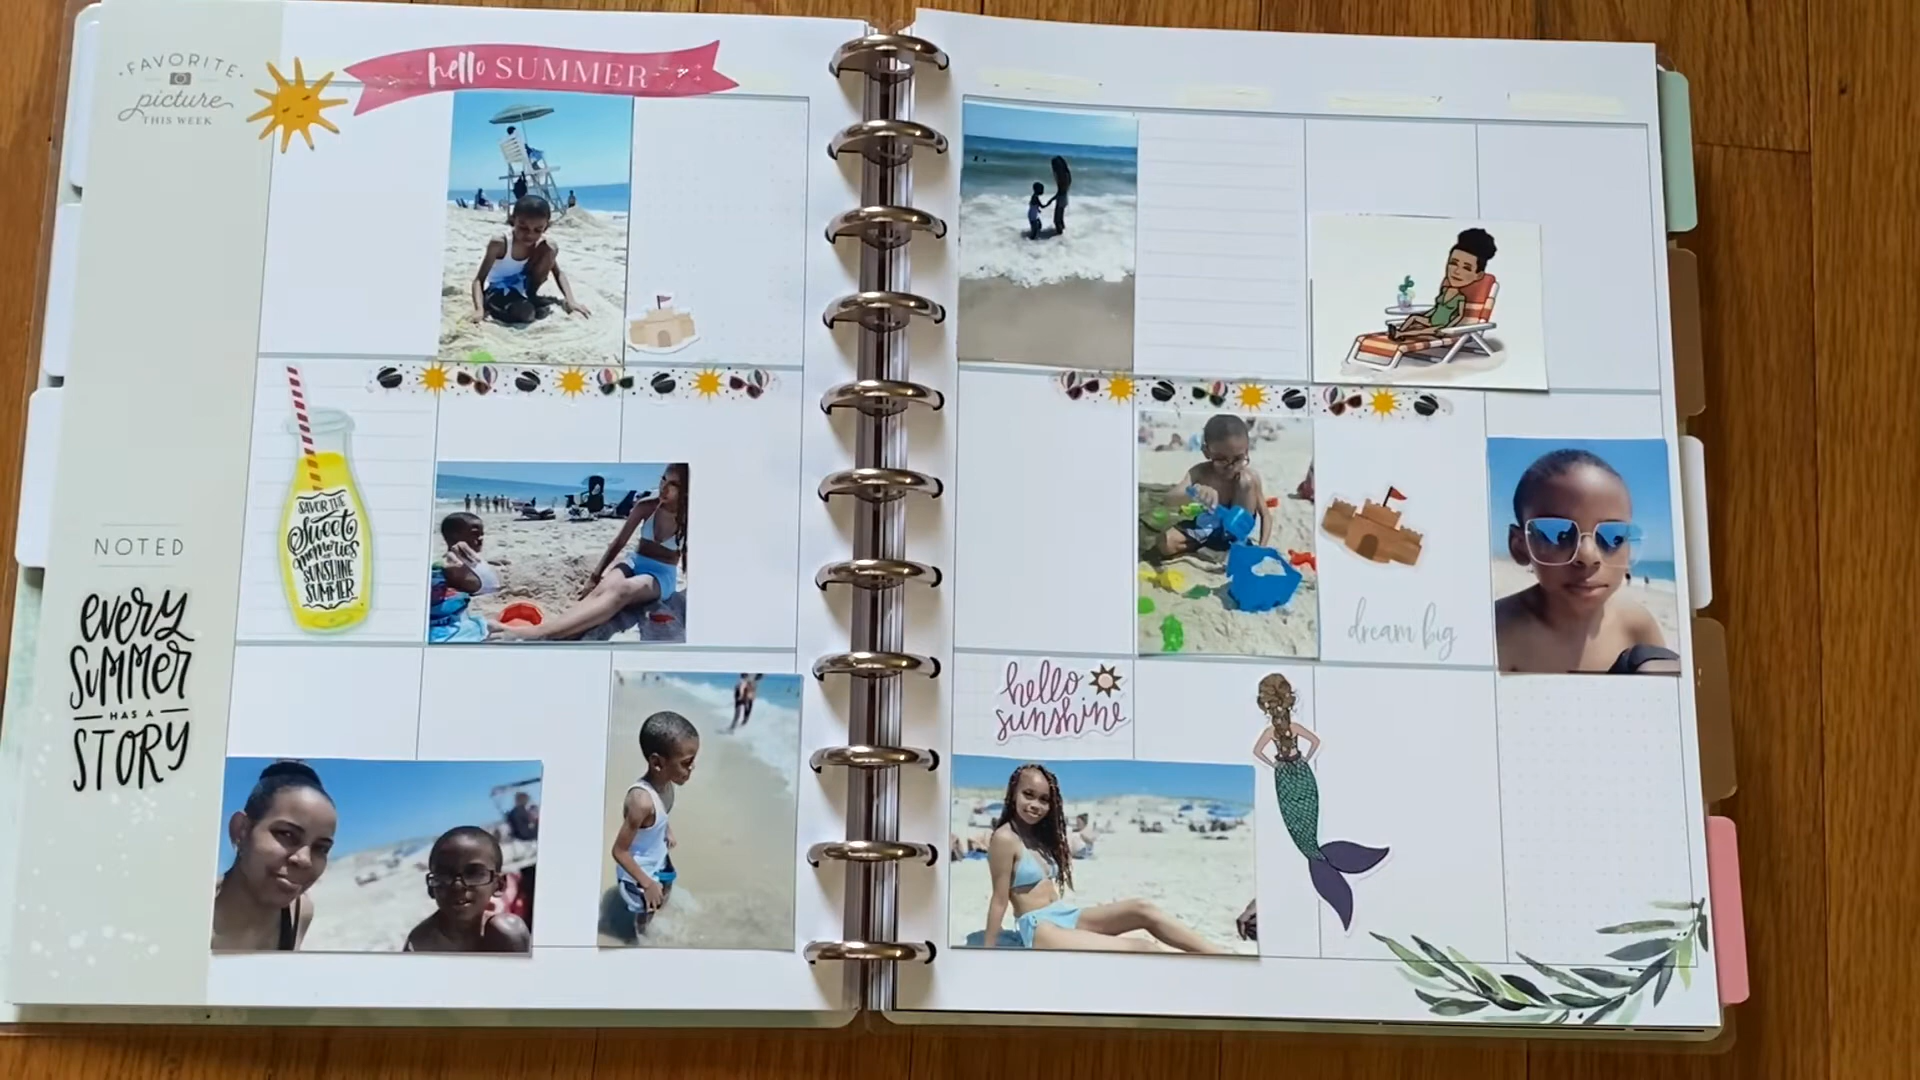 FAVORITE
picture
THIS WEEK
hello SUMMER
SAVOR THE
Sweet
memories
OF
SUNSHINE
SUMMER
NOTED
every
SUMMER
HAS A
STORY
dream big
hello
sunshine